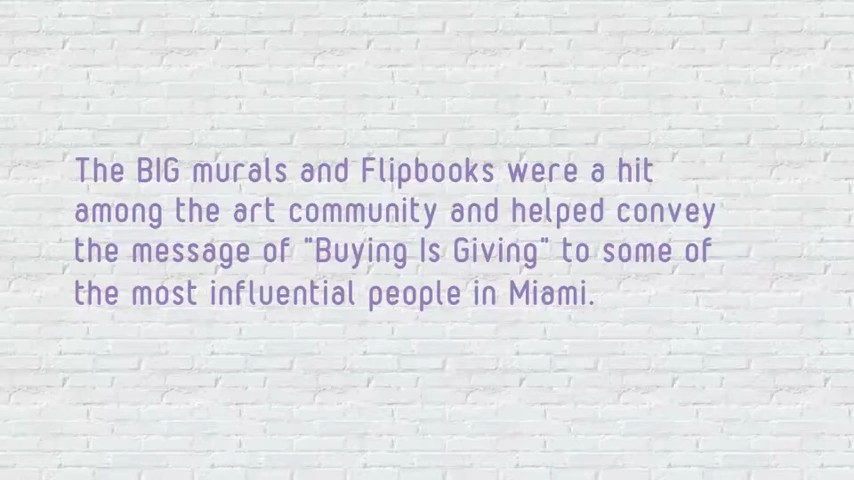 The BIG murals and Flipbooks were a hit
among the art community and helped convey
the message of "Buying Is Giving" to some of
the most influential people in Miami.